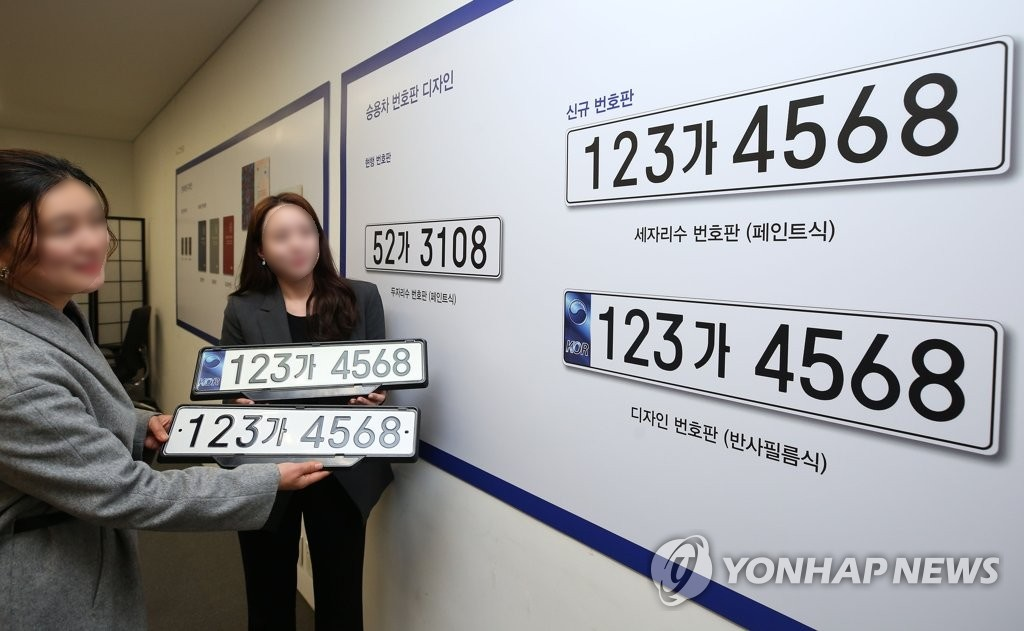 승용차 번호판 디자인
현행 번호판
52가 3108
두자리수 번호판 (페인트식)
신규 번호판
123가 4568
세자리수 번호판 (페인트식)
KOR
123가 4568
디자인 번호판 (반사필름식)
KOR
123가 4568
123가 4568
YONHAP NEWS